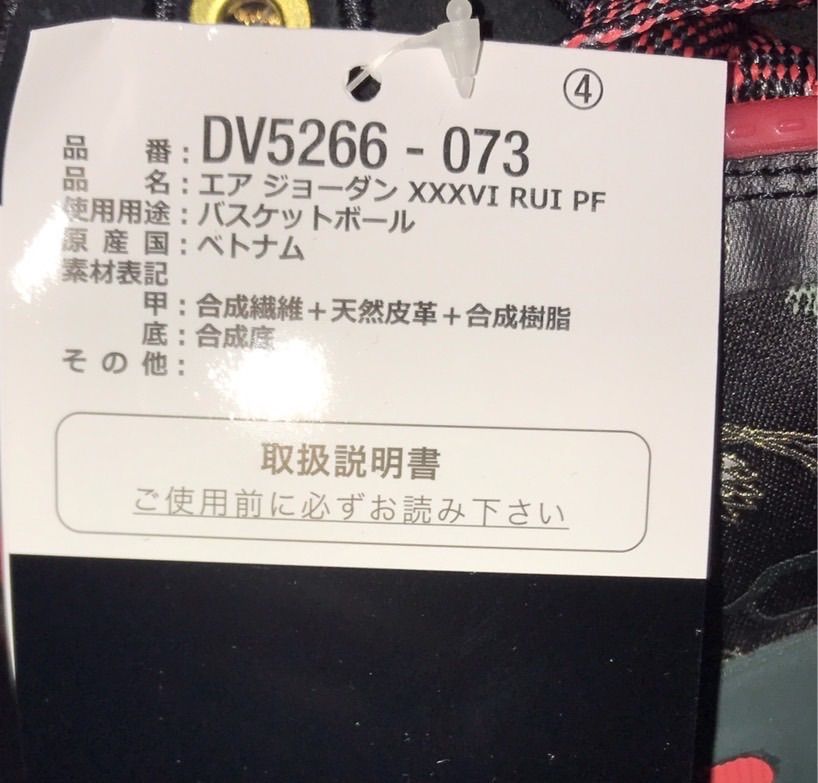 ④
品 番：DV5266 - 073
品 名：エア ジョーダン XXXVI RUI PF
使用用途：バスケットボール
原 産 国：ベトナム
素材表記
甲：合成繊維＋天然皮革＋合成樹脂
底：合成底
そ の 他：
取扱説明書
ご使用前に必ずお読み下さい